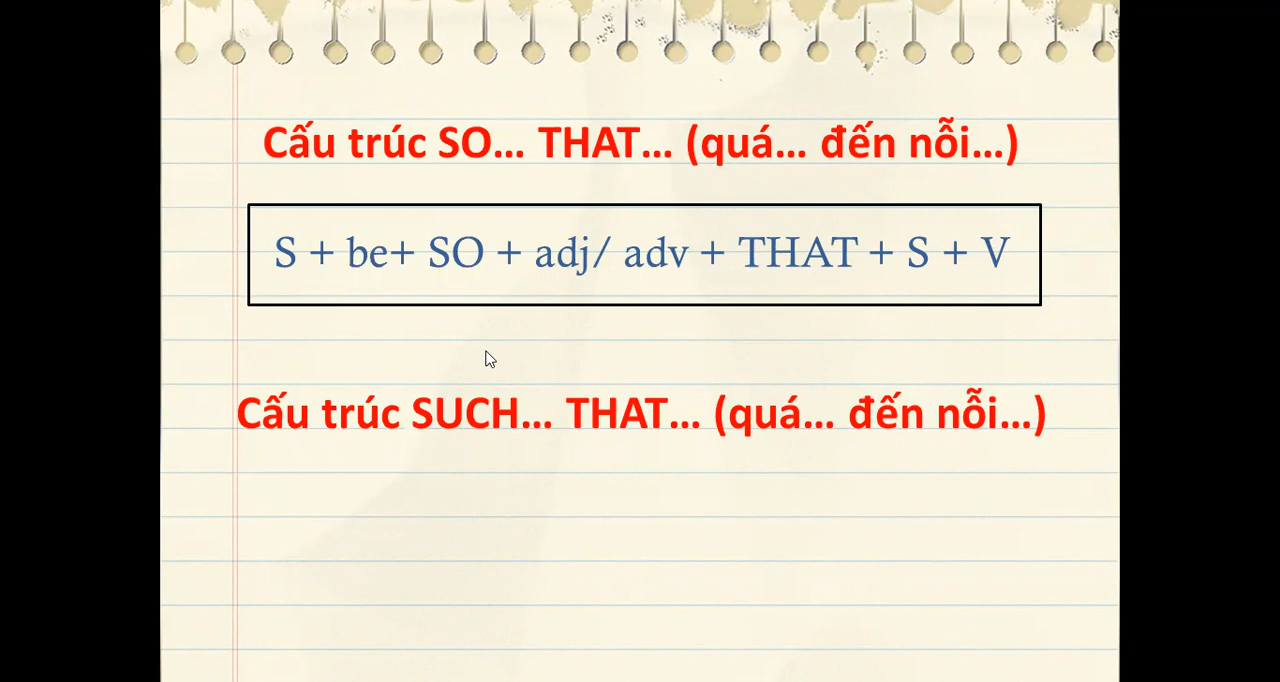 Cấu trúc SO... THAT... (quá... đến nỗi...)
S + be+ SO + adj/ adv + THAT + S + V
Cấu trúc SUCH... THAT... (quá... đến nỗi...)